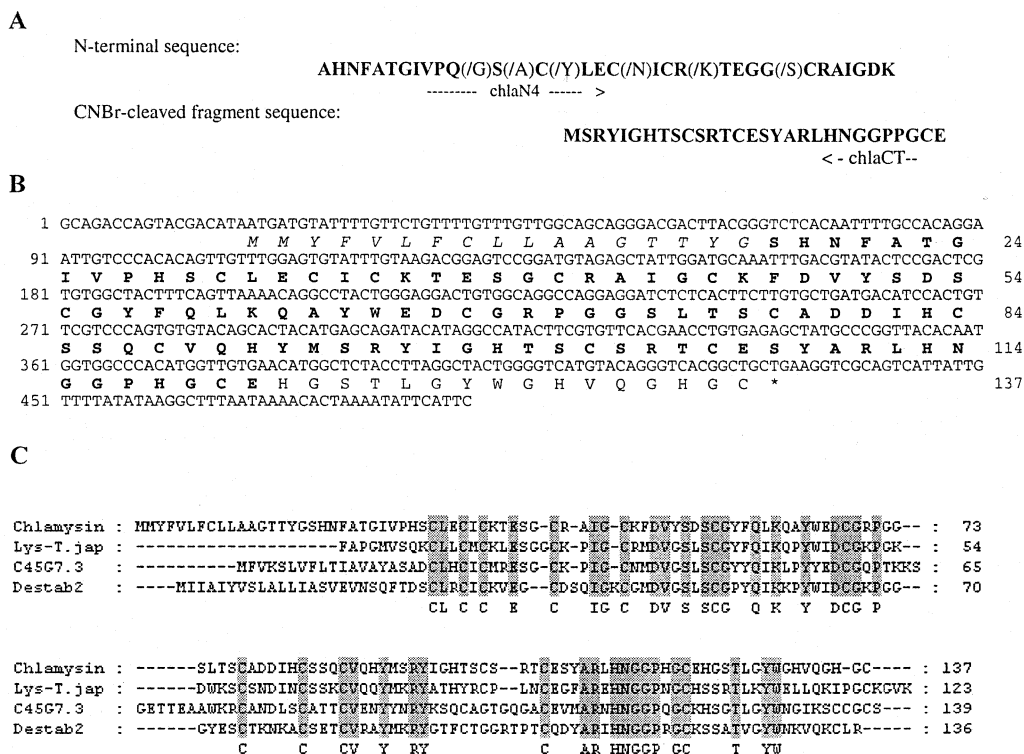 A
N-terminal sequence:
AHNFATGIVPQ(/G)S(/A)C(/Y)LEC(/N)ICR(/K)TEGG(/S)CRAIGDK
--------- chlaN4 ------ >
CNBr-cleaved fragment sequence:
MSRYIGHTSCSRTCESYARLHNGGPPGCE
< - chlaCT--
B
1 GCAGACCAGTACGACATAATGATGTATTTTGTTCTGTTTTGTTTGTTGGCAGCAGGGACGACTTACGGGTCTCACAATTTTGCCACAGGA
M M Y F V L F C L L A A G T T Y G S H N F A T G 24
91 ATTGTCCCACACAGTTGTTTGGAGTGTATTTGTAAGACGGAGTCCGGATGTAGAGCTATTGGATGCAAATTTGACGTATACTCCGACTCG
I V P H S C L E C I C K T E S G C R A I G C K F D V Y S D S 54
181 TGTGGCTACTTTCAGTTAAAACAGGCCTACTGGGAGGACTGTGGCAGGCCAGGAGGATCTCTCACTTCTTGTGCTGATGACATCCACTGT
C G Y F Q L K Q A Y W E D C G R P G G S L T S C A D D I H C 84
271 TCGTCCCAGTGTGTACAGCACTACATGAGCAGATACATAGGCCATACTTCGTGTTCACGAACCTGTGAGAGCTATGCCCGGTTACACAAT
S S Q C V Q H Y M S R Y I G H T S C S R T C E S Y A R L H N 114
361 GGTGGCCCACATGGTTGTGAACATGGCTCTACCTTAGGCTACTGGGGTCATGTACAGGGTCACGGCTGCTGAAGGTCGCAGTCATTATTG
G G P H G C E H G S T L G Y W G H V Q G H G C * 137
451 TTTTATATAAGGCTTTAATAAAACACTAAAATATTCATTC
C
Chlamysin : MMYFVLFCLLAAGTTYGSHNFATGIVPHSCLECICKTESG-CR-AIG-CKFDVYSDSCGYFQLKQAYWEDCGRPGG-- : 73
Lys-T.jap : --------------------FAPGMVSQKCLLCMCKLESGGCK-PIG-CRMDVGSLSCGYFQIKQPYWIDCGKPGK-- : 54
C45G7.3 : ----------MFVKSLVFLTIAVAYASADCLHCICMRESG-CK-PIG-CNMDVGSLSCGYYQIKLPYYEDCGQPTKKS : 65
Destab2 : ----MIIAIYVSLALLIASVEVNSQFTDSCLRCICKVEG--CDSQIGKCGMDVGSLSCGPYQIKKPYWIDCGKPGG-- : 70
CL C C E C IG C DV S SCG Q K Y DCG P
Chlamysin : ------SLTSCADDIHCSSQCVQHYMSRYIGHTSCS--RTCESYARLHNGGPHGCEHGSTLGYWGHVQGH-GC---- : 137
Lys-T.jap : ------DWKSCSNDINCSSKCVQQYMKRYATHYRCP--LNCEGFAREHNGGPNGCHSSRTLKYWELLQKIPGCKGVK : 123
C45G7.3 : GETTEAAWKRCANDLSCATTCVENYYNRYKSQCAGTGQGACEVMARNHNGGPQGCKHSGTLGYWNGIKSCCGCS--- : 139
Destab2 : ------GYESCTKNKACSETCVRAYMKRYGTFCTGGRTPTCQDYARIHNGGPRGCKSSATVGYWNKVQKCLR----- : 136
C C CV Y RY C AR HNGGP GC T YW